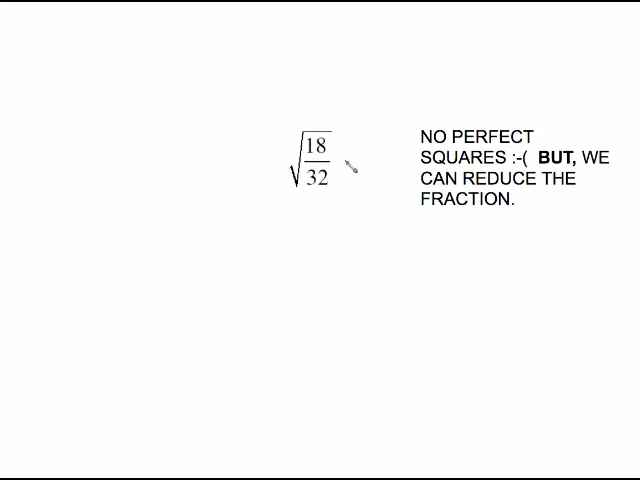 √18/32
NO PERFECT
SQUARES :-( BUT, WE
CAN REDUCE THE
FRACTION.